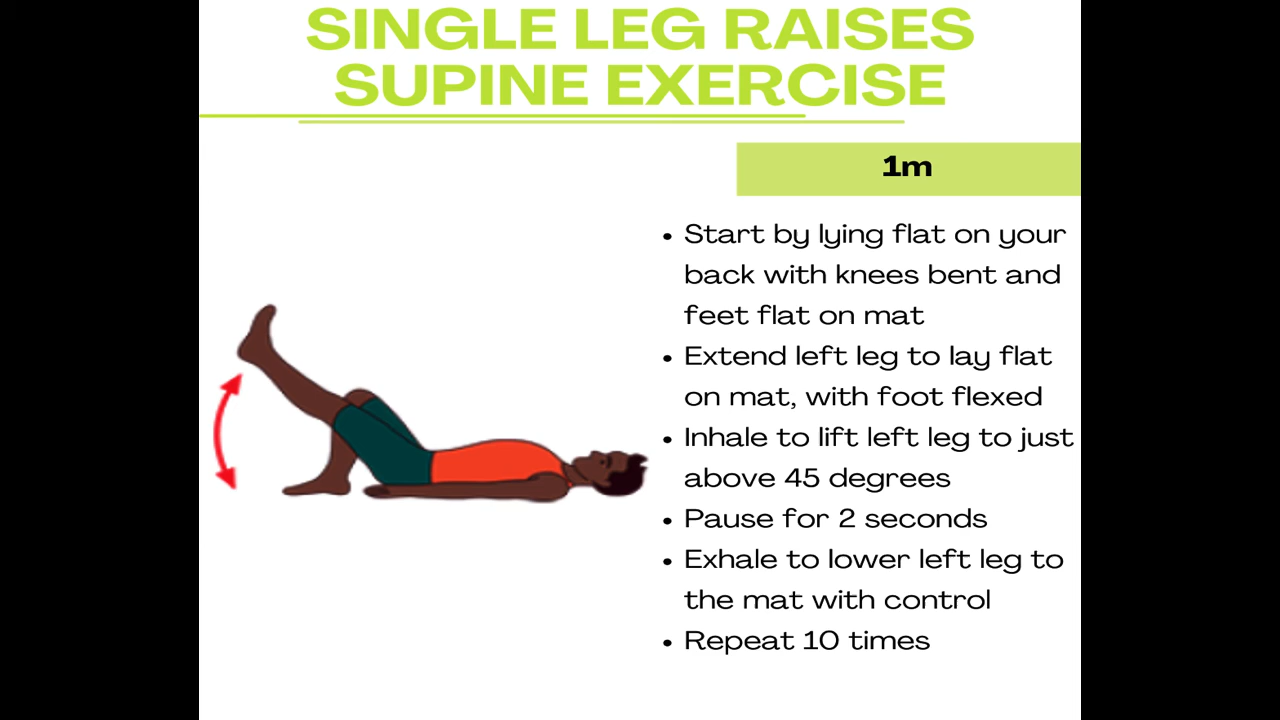 SINGLE LEG RAISES
SUPINE EXERCISE
1m
• Start by lying flat on your
back with knees bent and
feet flat on mat
• Extend left leg to lay flat
on mat, with foot flexed
• Inhale to lift left leg to just
above 45 degrees
• Pause for 2 seconds
• Exhale to lower left leg to
the mat with control
• Repeat 10 times